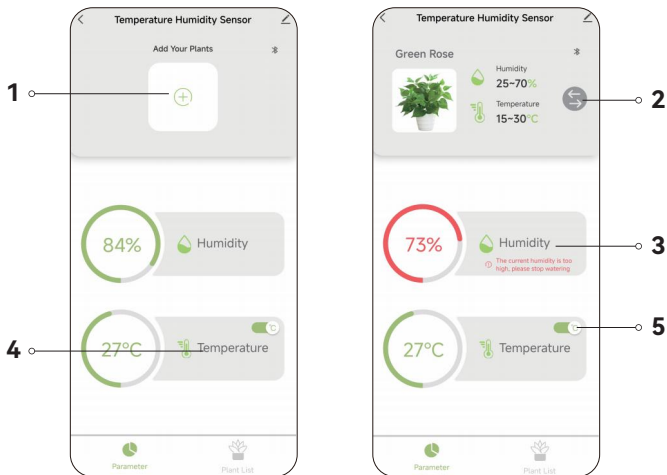 Temperature Humidity Sensor
Add Your Plants
1
84%
Humidity
4
27°C
°C
Temperature
Parameter
Plant List
Temperature Humidity Sensor
Green Rose
Humidity
25~70%
Temperature
15~30°C
2
73%
Humidity
The current humidity is too
high, please stop watering
3
27°C
°C
Temperature
5
Parameter
Plant List